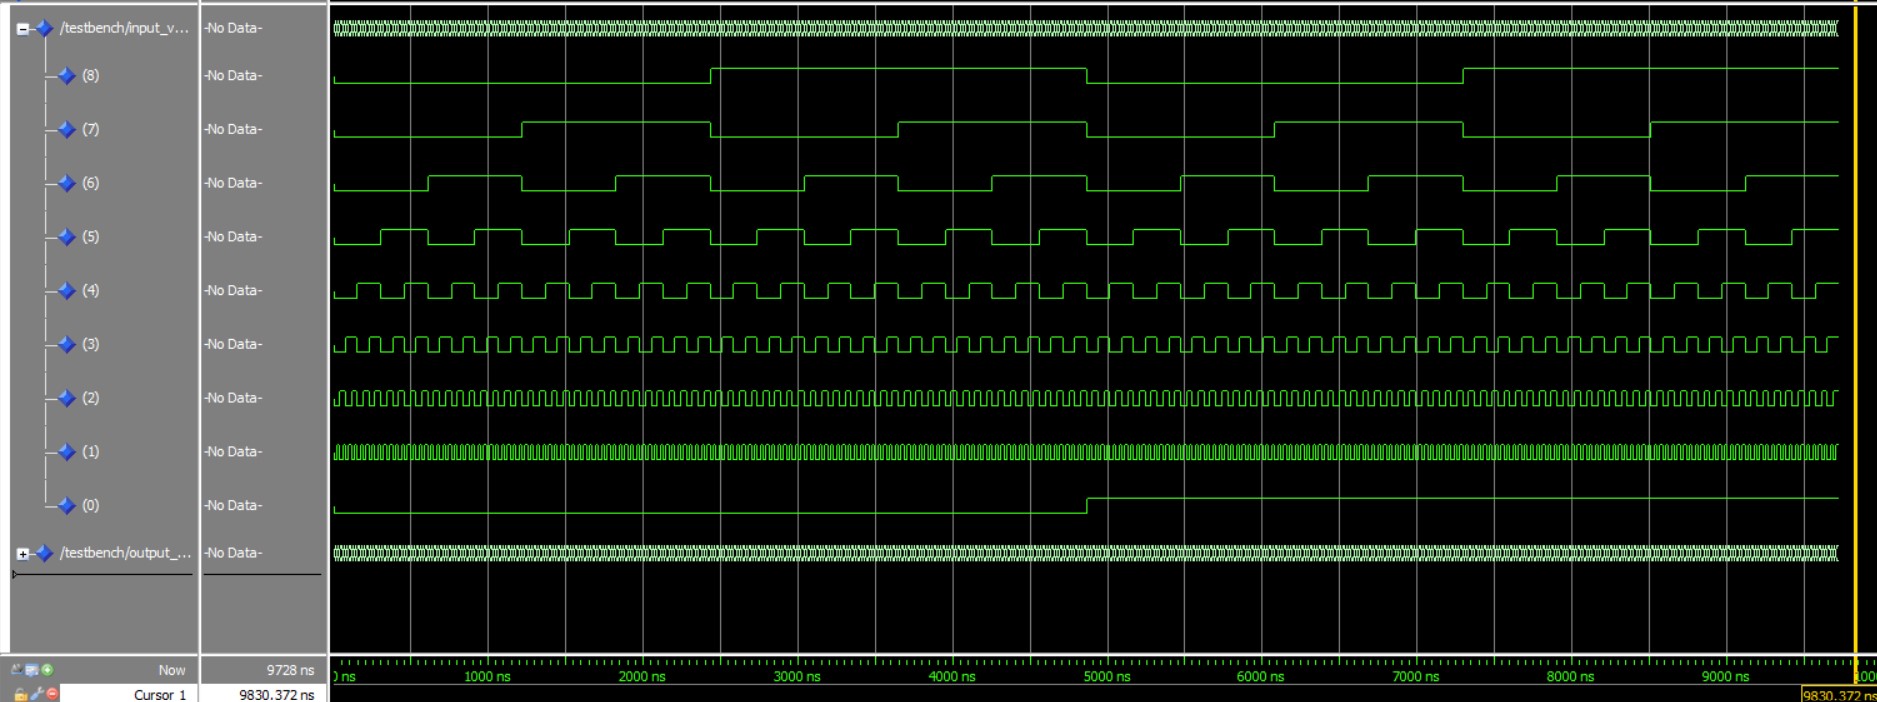 /testbench/input_v... -No Data-
(8) -No Data-
(7) -No Data-
(6) -No Data-
(5) -No Data-
(4) -No Data-
(3) -No Data-
(2) -No Data-
(1) -No Data-
(0) -No Data-
/testbench/output_... -No Data-
Now 9728 ns
ns 1000 ns 2000 ns 3000 ns 4000 ns 5000 ns 6000 ns 7000 ns 8000 ns 9000 ns 100
Cursor 1 9830.372 ns
9830.372 ns